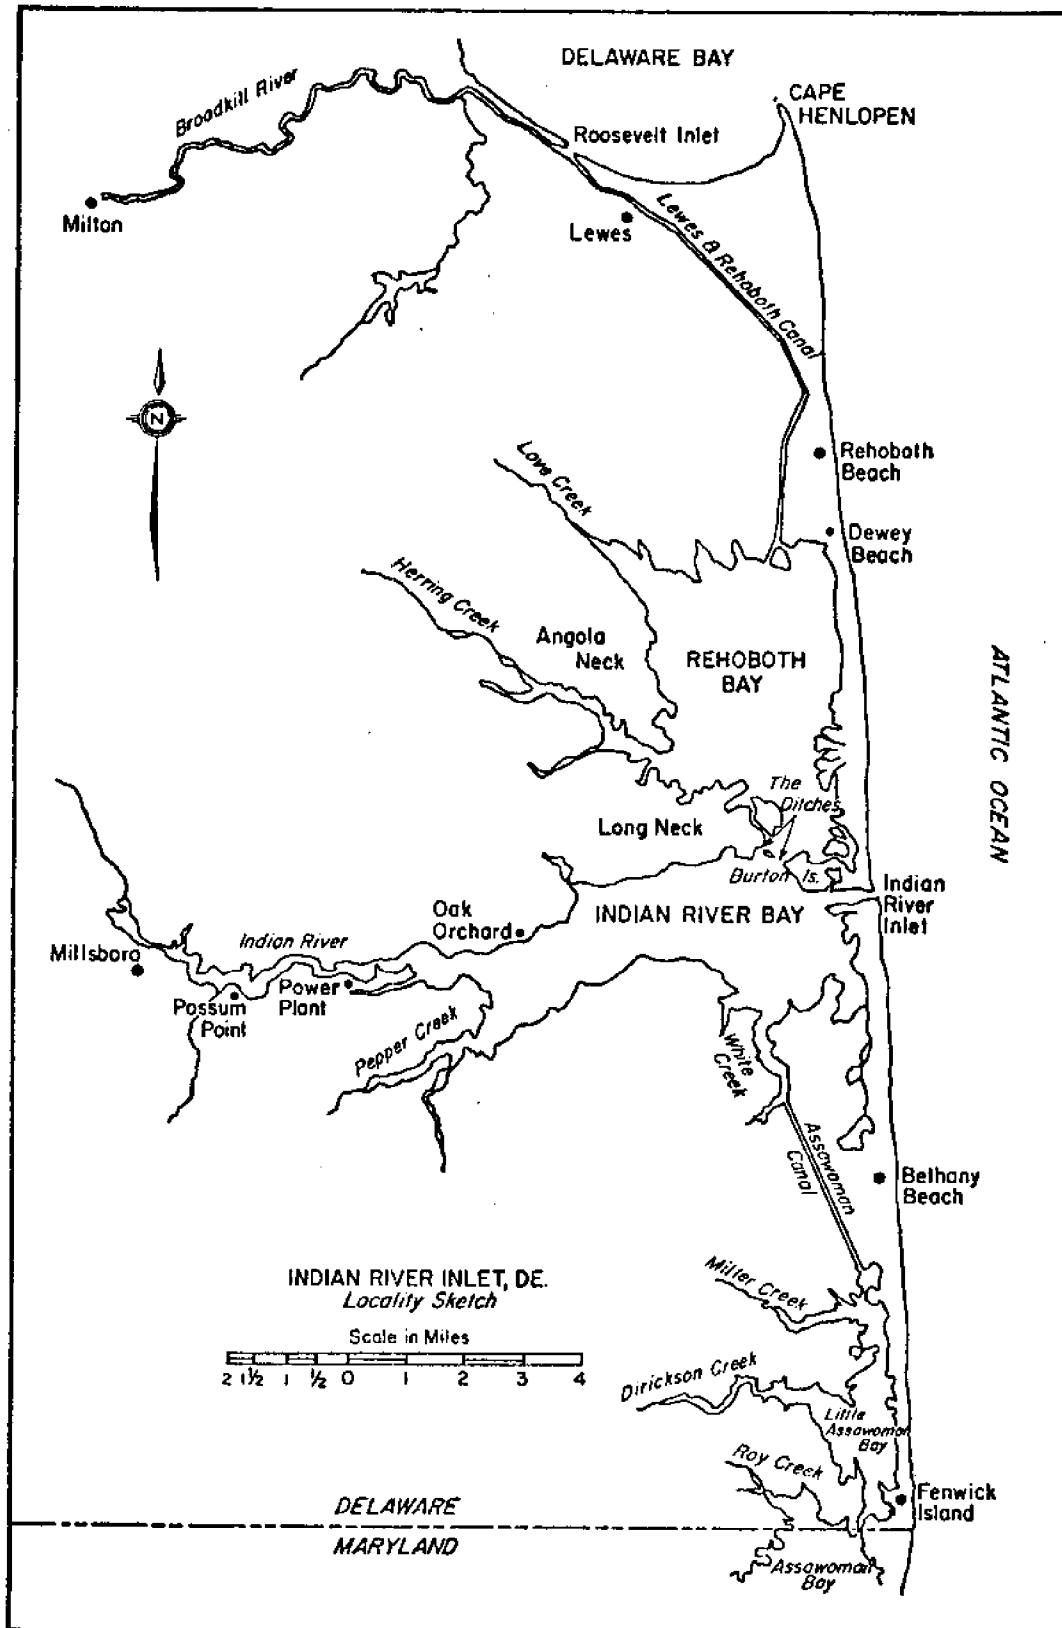 DELAWARE BAY
CAPE
HENLOPEN
Broadkill River
Roosevelt Inlet
Milton
Lewes
Lewes & Rehoboth Canal
N
Rehoboth
Beach
Love Creek
Dewey
Beach
Herring Creek
Angola
Neck
REHOBOTH
BAY
ATLANTIC OCEAN
The
Ditches
Long Neck
Burton Is.
Indian
River
Inlet
INDIAN RIVER BAY
Oak
Orchard
Indian River
Millsboro
Possum
Point
Power
Plant
Pepper Creek
White
Creek
Assawoman
Canal
Bethany
Beach
INDIAN RIVER INLET, DE.
Locality Sketch
Scale in Miles
2 1½ 1 ½ 0 1 2 3 4
Miller Creek
Dirickson Creek
Little
Assawoman
Bay
Roy Creek
Fenwick
Island
DELAWARE
MARYLAND
Assawoman
Bay